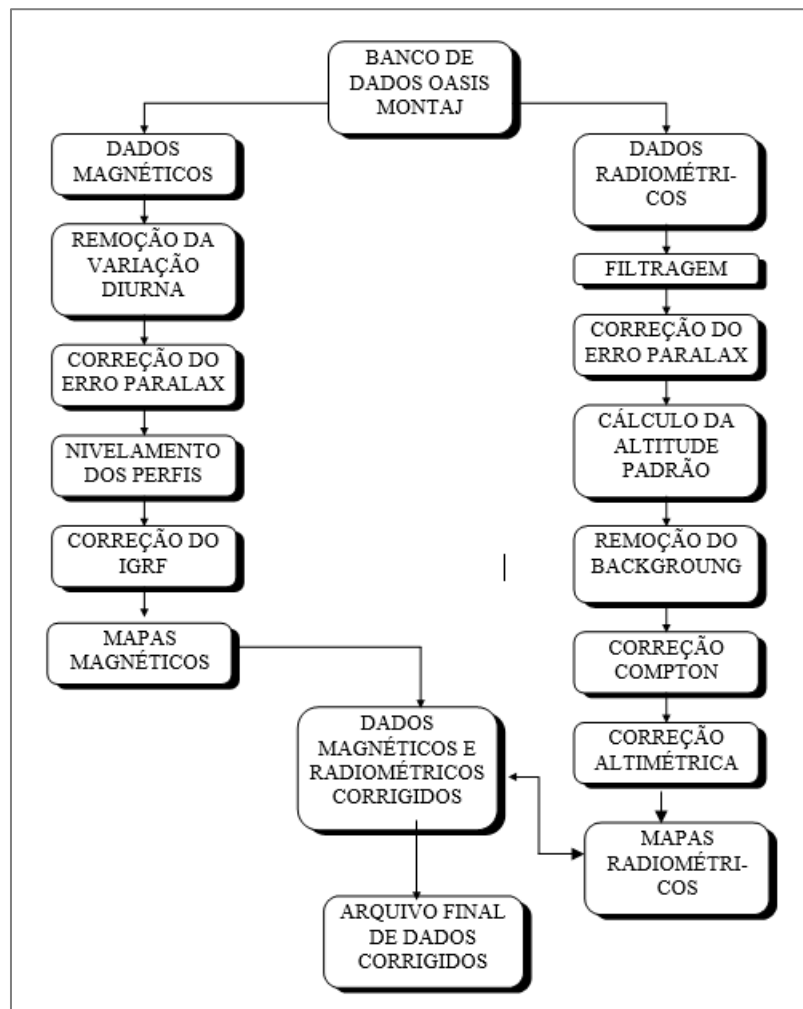 BANCO DE
DADOS OASIS
MONTAJ
DADOS
MAGNÉTICOS
REMOÇÃO DA
VARIAÇÃO
DIURNA
CORREÇÃO DO
ERRO PARALAX
NIVELAMENTO
DOS PERFIS
CORREÇÃO DO
IGRF
MAPAS
MAGNÉTICOS
DADOS
RADIOMÉTRI-
COS
FILTRAGEM
CORREÇÃO DO
ERRO PARALAX
CÁLCULO DA
ALTITUDE
PADRÃO
REMOÇÃO DO
BACKGROUNG
CORREÇÃO
COMPTON
CORREÇÃO
ALTIMÉTRICA
MAPAS
RADIOMÉTRI-
COS
DADOS
MAGNÉTICOS E
RADIOMÉTRICOS
CORRIGIDOS
ARQUIVO FINAL
DE DADOS
CORRIGIDOS